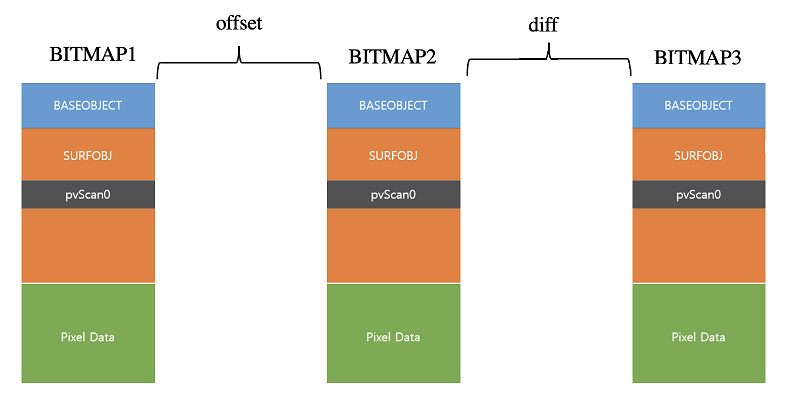 offset
diff
BITMAP1
BITMAP2
BITMAP3
BASEOBJECT
BASEOBJECT
BASEOBJECT
SURFOBJ
SURFOBJ
SURFOBJ
pvScan0
pvScan0
pvScan0
Pixel Data
Pixel Data
Pixel Data